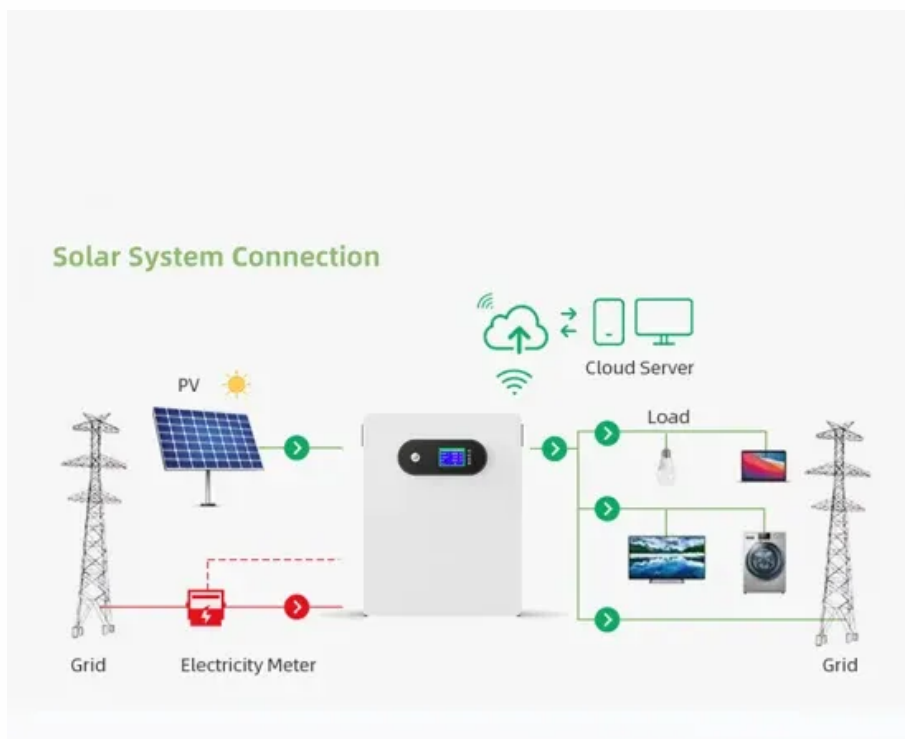 Solar System Connection
Cloud Server
PV
Load
Grid
Electricity Meter
Grid